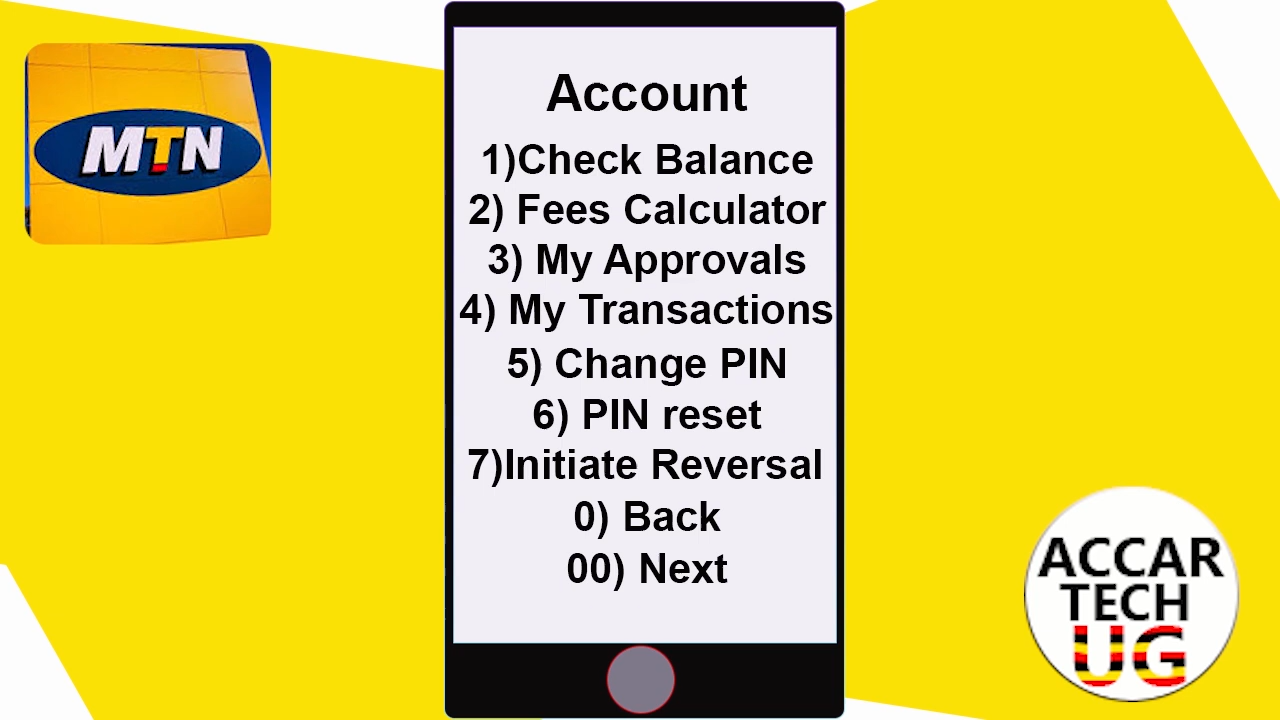 MTN
Account
1)Check Balance
2) Fees Calculator
3) My Approvals
4) My Transactions
5) Change PIN
6) PIN reset
7)Initiate Reversal
0) Back
00) Next
ACCAR
TECH
UG